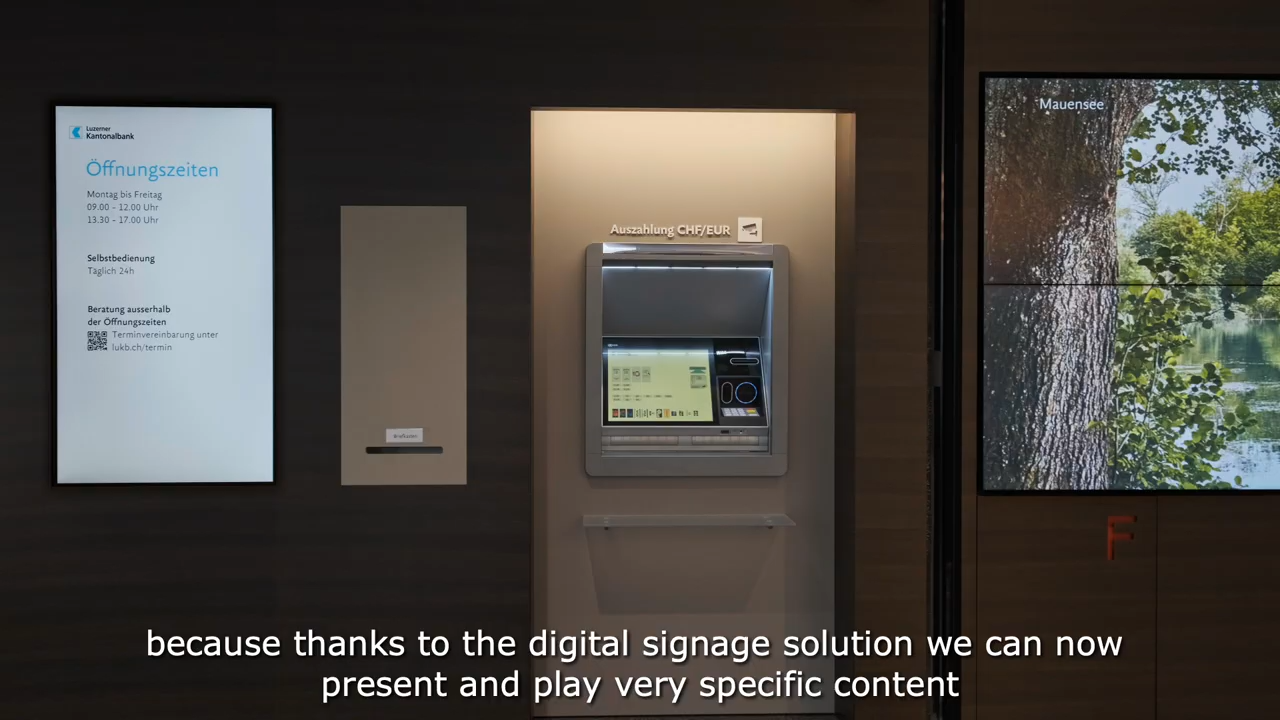 Luzerner
Kantonalbank
Öffnungszeiten
Montag bis Freitag
09.00 - 12.00 Uhr
13.30 - 17.00 Uhr
Selbstbedienung
Täglich 24h
Beratung ausserhalb
der Öffnungszeiten
Terminvereinbarung unter
lukb.ch/termin
Briefkasten
Auszahlung CHF/EUR
Mauensee
F
because thanks to the digital signage solution we can now
present and play very specific content